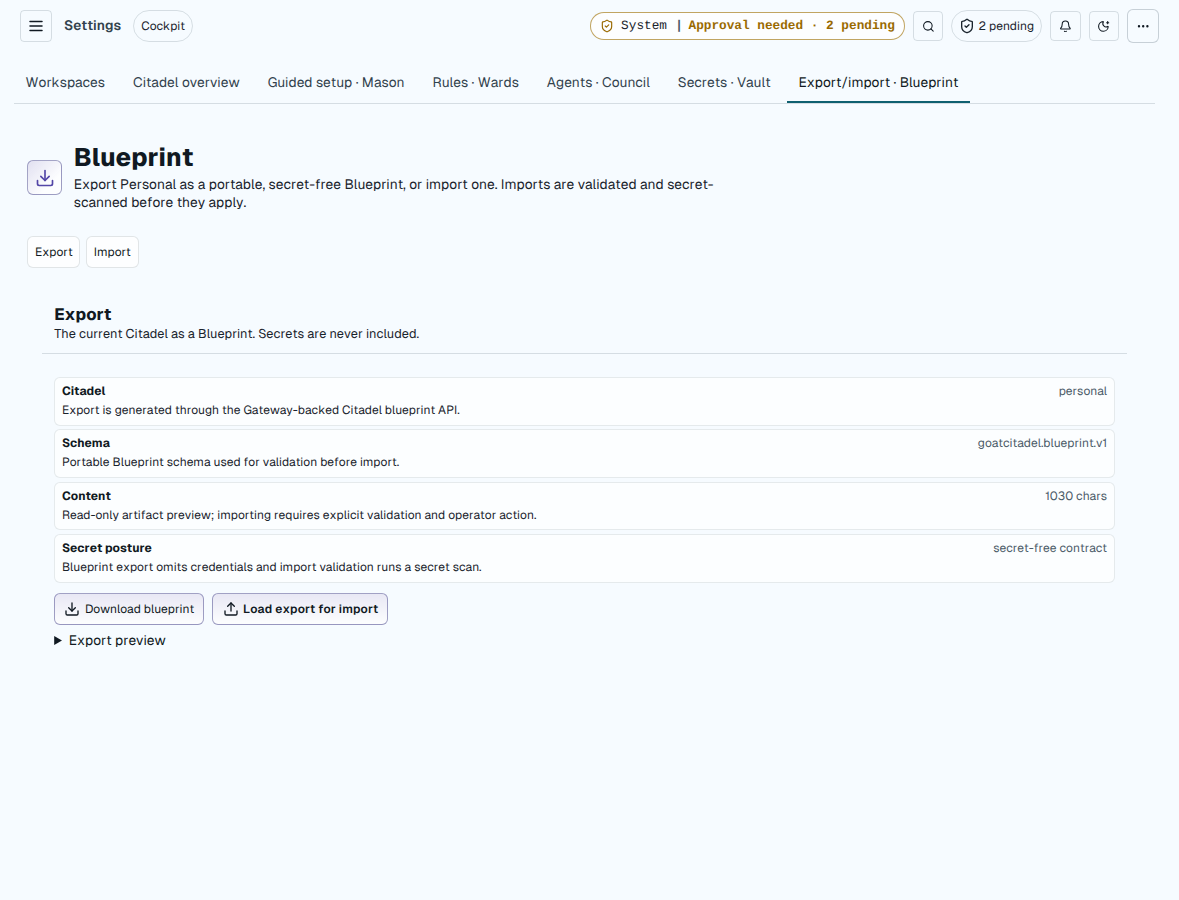 Settings
Cockpit
System | Approval needed · 2 pending
2 pending
Workspaces
Citadel overview
Guided setup · Mason
Rules · Wards
Agents · Council
Secrets · Vault
Export/import · Blueprint
Blueprint
Export Personal as a portable, secret-free Blueprint, or import one. Imports are validated and secret-
scanned before they apply.
Export
Import
Export
The current Citadel as a Blueprint. Secrets are never included.
Citadel
personal
Export is generated through the Gateway-backed Citadel blueprint API.
Schema
goatcitadel.blueprint.v1
Portable Blueprint schema used for validation before import.
Content
1030 chars
Read-only artifact preview; importing requires explicit validation and operator action.
Secret posture
secret-free contract
Blueprint export omits credentials and import validation runs a secret scan.
Download blueprint
Load export for import
Export preview